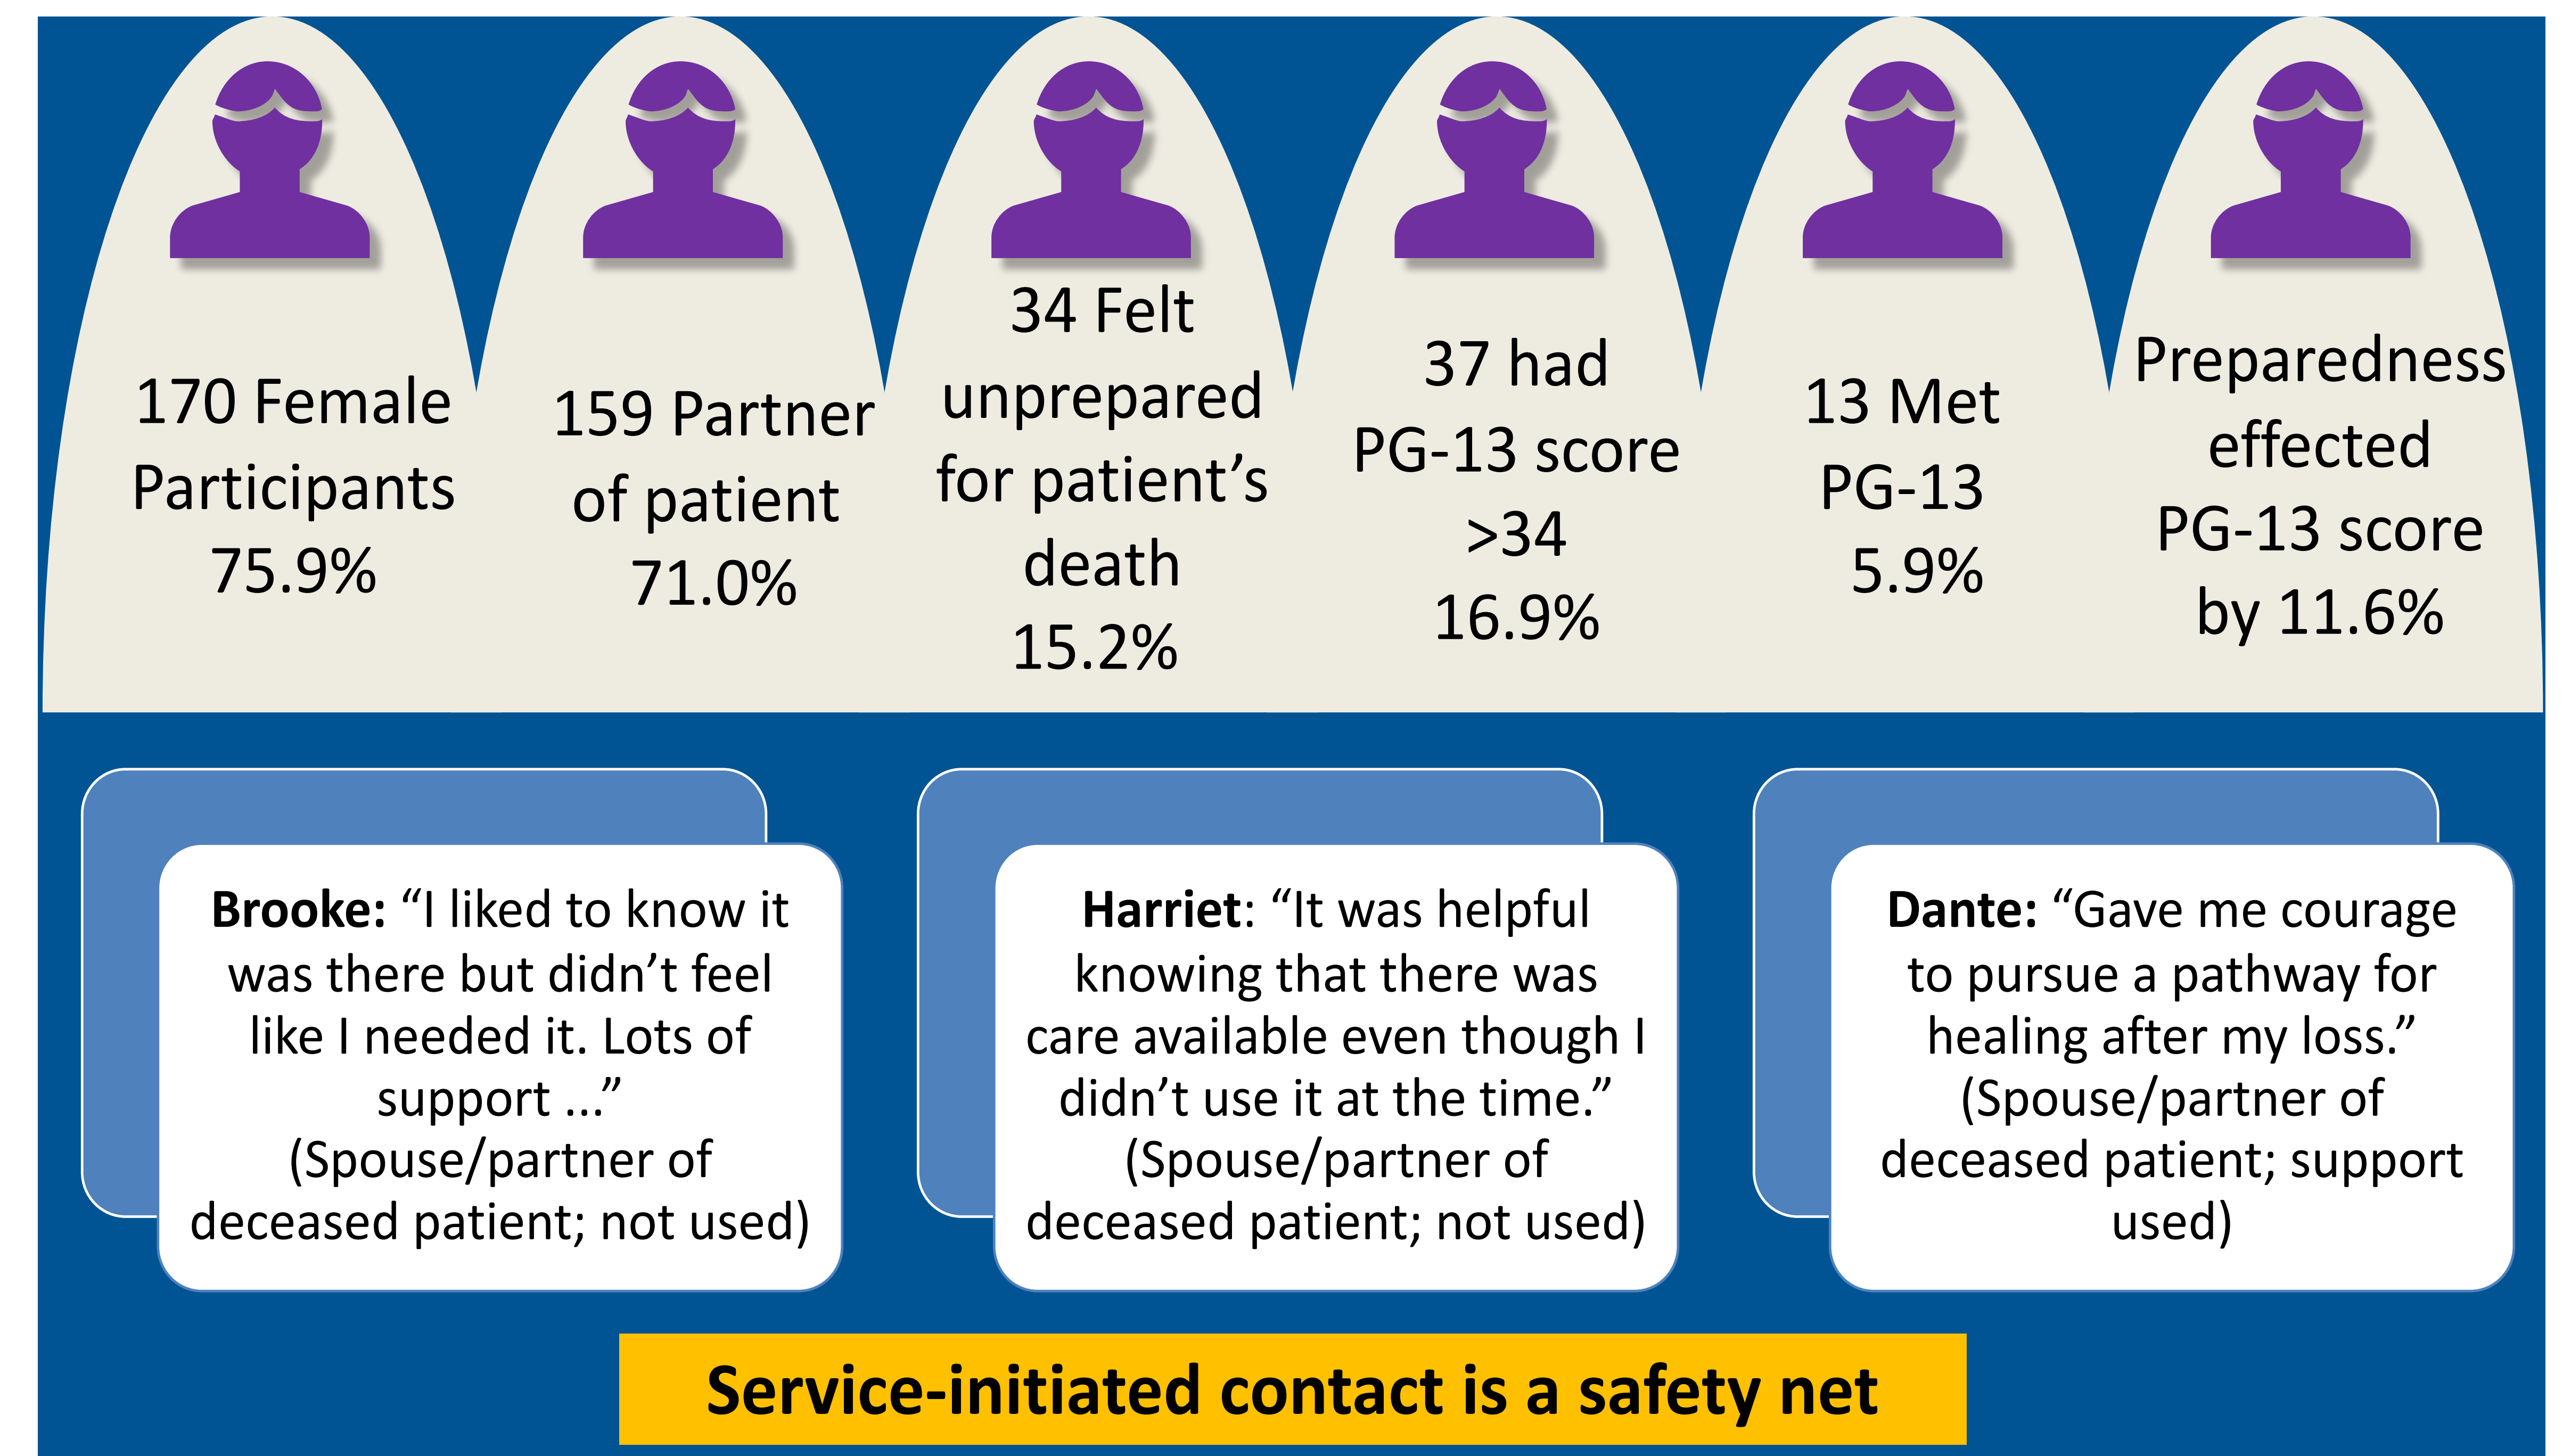 170 Female
Participants
75.9%
159 Partner
of patient
71.0%
34 Felt
unprepared
for patient’s
death
15.2%
37 had
PG-13 score
>34
16.9%
13 Met
PG-13
5.9%
Preparedness
effected
PG-13 score
by 11.6%
Brooke: “I liked to know it
was there but didn’t feel
like I needed it. Lots of
support ...”
(Spouse/partner of
deceased patient; not used)
Harriet: “It was helpful
knowing that there was
care available even though I
didn’t use it at the time.”
(Spouse/partner of
deceased patient; not used)
Dante: “Gave me courage
to pursue a pathway for
healing after my loss.”
(Spouse/partner of
deceased patient; support
used)
Service-initiated contact is a safety net